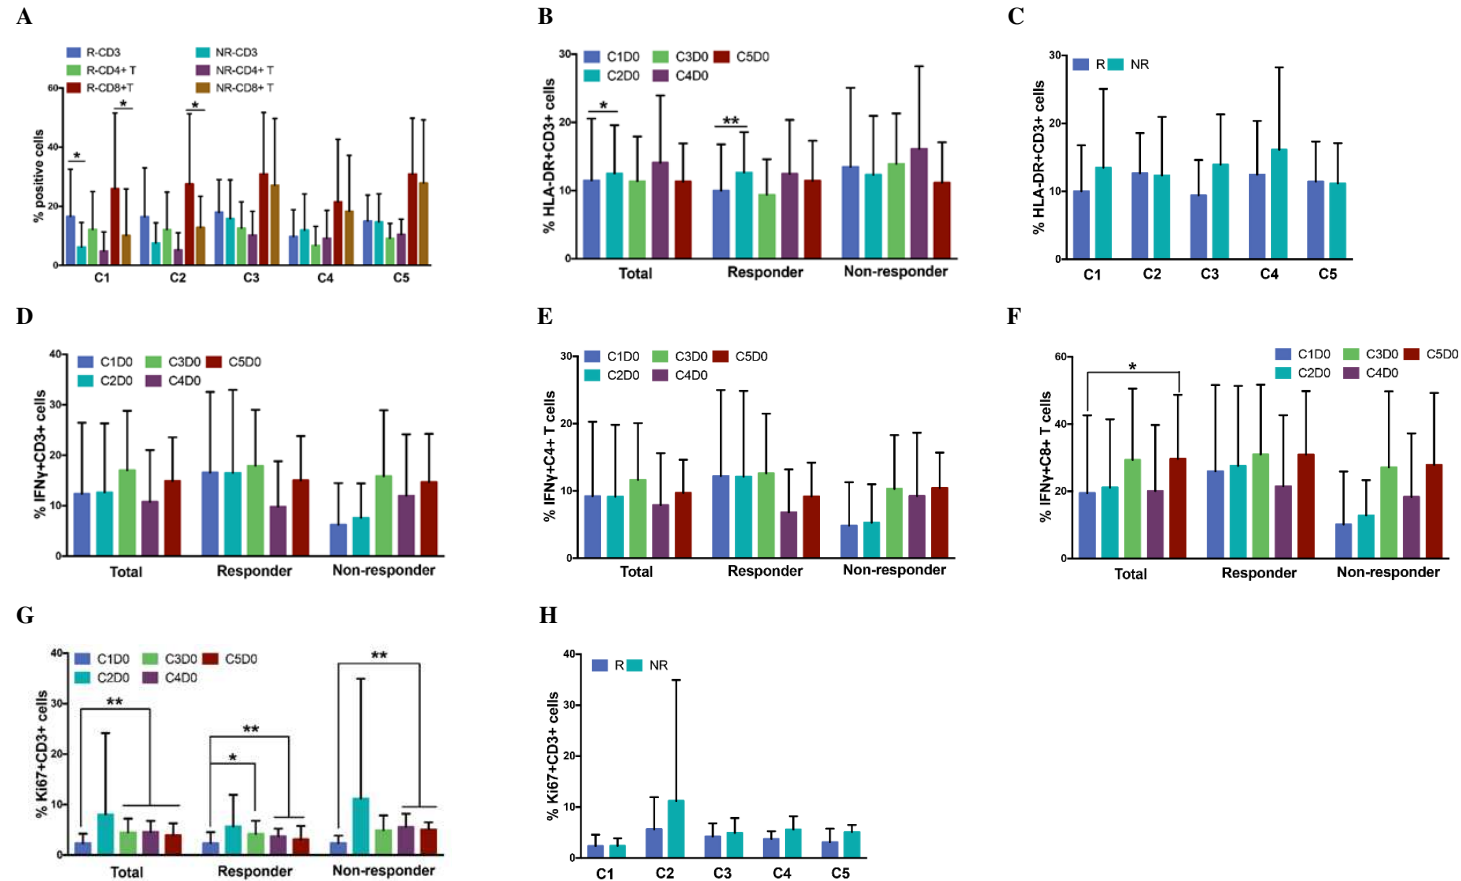 A
R-CD3 NR-CD3
R-CD4+ T NR-CD4+ T
R-CD8+T NR-CD8+ T
% positive cells
60
40
20
0
* * *
C1 C2 C3 C4 C5
B
C1D0 C3D0 C5D0
C2D0 C4D0
% HLA-DR+CD3+ cells
30
20
10
0
* **
Total Responder Non-responder
C
R NR
% HLA-DR+CD3+ cells
30
20
10
0
C1 C2 C3 C4 C5
D
C1D0 C3D0 C5D0
C2D0 C4D0
% IFNγ+CD3+ cells
40
30
20
10
0
Total Responder Non-responder
E
C1D0 C3D0 C5D0
C2D0 C4D0
% IFNγ+C4+ T cells
30
20
10
0
Total Responder Non-responder
F
C1D0 C3D0 C5D0
C2D0 C4D0
% IFNγ+C8+ T cells
60
40
20
0
*
Total Responder Non-responder
G
C1D0 C3D0 C5D0
C2D0 C4D0
% Ki67+CD3+ cells
40
30
20
10
0
** * ** **
Total Responder Non-responder
H
R NR
% Ki67+CD3+ cells
40
30
20
10
0
C1 C2 C3 C4 C5